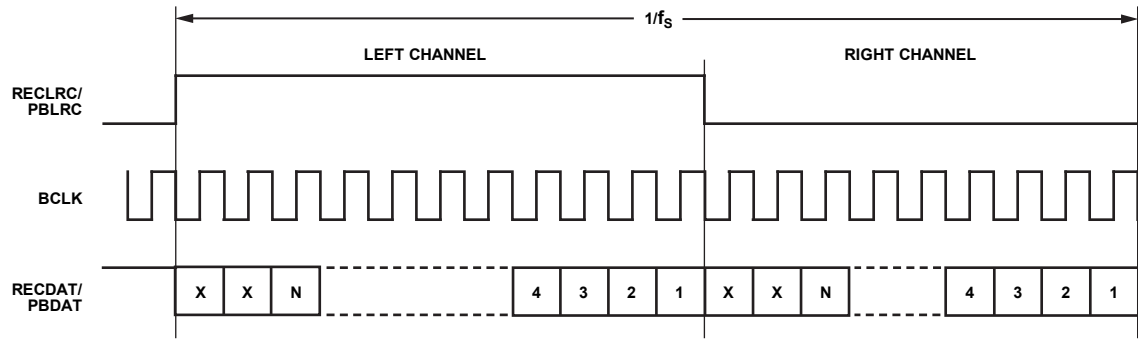 1/fS
LEFT CHANNEL
RIGHT CHANNEL
RECLRC/
PBLRC
BCLK
RECDAT/
PBDAT
X X N 4 3 2 1 X X N 4 3 2 1